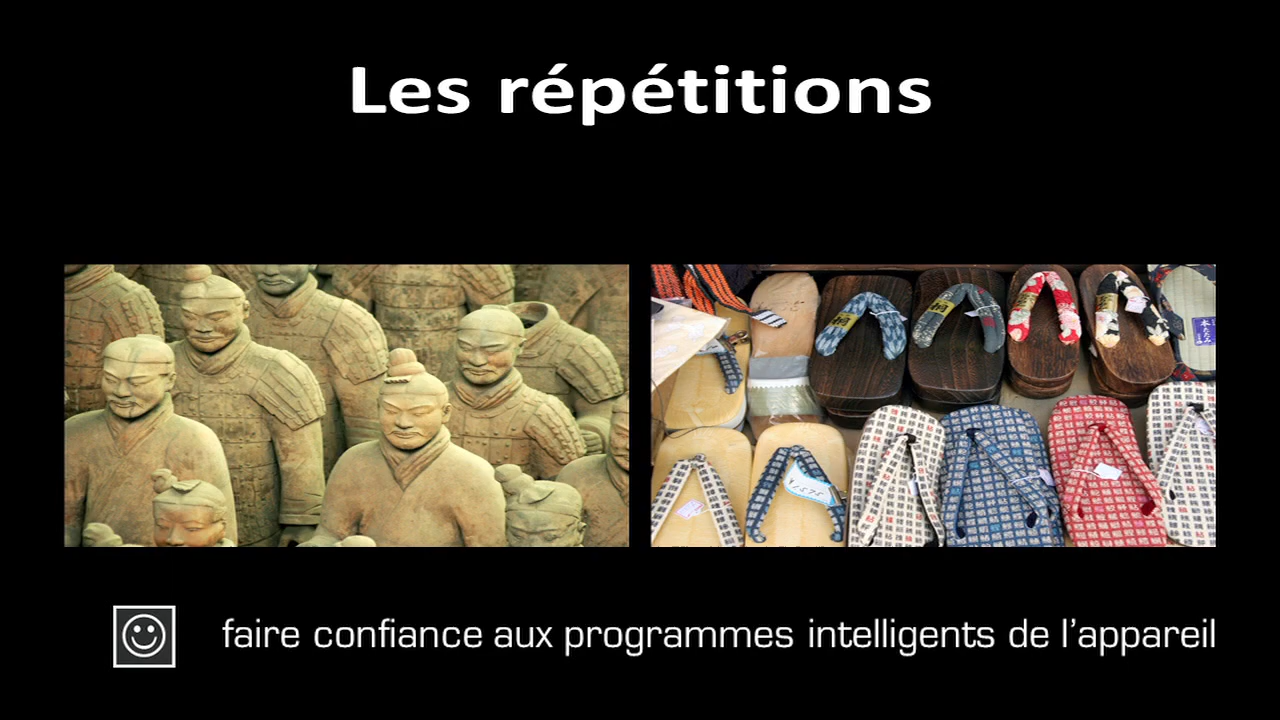 Les répétitions
faire confiance aux programmes intelligents de l'appareil